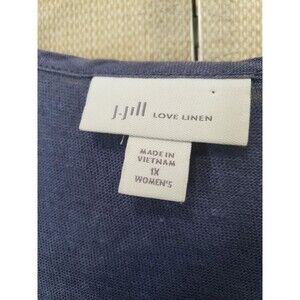 J.Jill LOVE LINEN
MADE IN
VIETNAM
1X
WOMEN'S